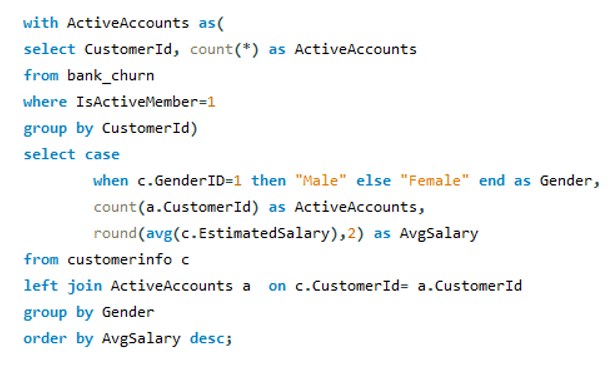 with ActiveAccounts as(
select CustomerId, count(*) as ActiveAccounts
from bank_churn
where IsActiveMember=1
group by CustomerId)
select case
when c.GenderID=1 then "Male" else "Female" end as Gender,
count(a.CustomerId) as ActiveAccounts,
round(avg(c.EstimatedSalary),2) as AvgSalary
from customerinfo c
left join ActiveAccounts a  on c.CustomerId= a.CustomerId
group by Gender
order by AvgSalary desc;